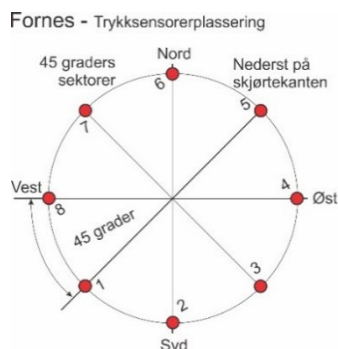 Fornes - Trykksensorerplassering
45 graders
sektorer
Nord
Nederst på
skjørtekanten
6
5
7
Vest
8
4
Øst
45 grader
1
3
2
Syd